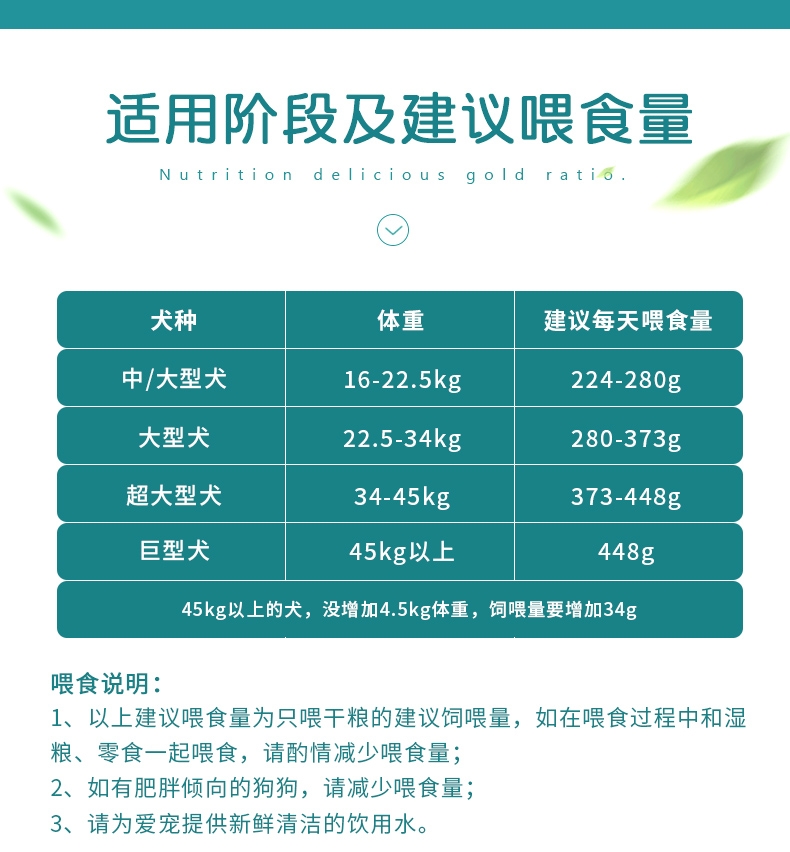 适用阶段及建议喂食量
Nutrition delicious gold ratio.
犬种 体重 建议每天喂食量
中/大型犬 16-22.5kg 224-280g
大型犬 22.5-34kg 280-373g
超大型犬 34-45kg 373-448g
巨型犬 45kg以上 448g
45kg以上的犬，没增加4.5kg体重，饲喂量要增加34g
喂食说明：
1、以上建议喂食量为只喂干粮的建议饲喂量，如在喂食过程中和湿
粮、零食一起喂食，请酌情减少喂食量；
2、如有肥胖倾向的狗狗，请减少喂食量；
3、请为爱宠提供新鲜清洁的饮用水。